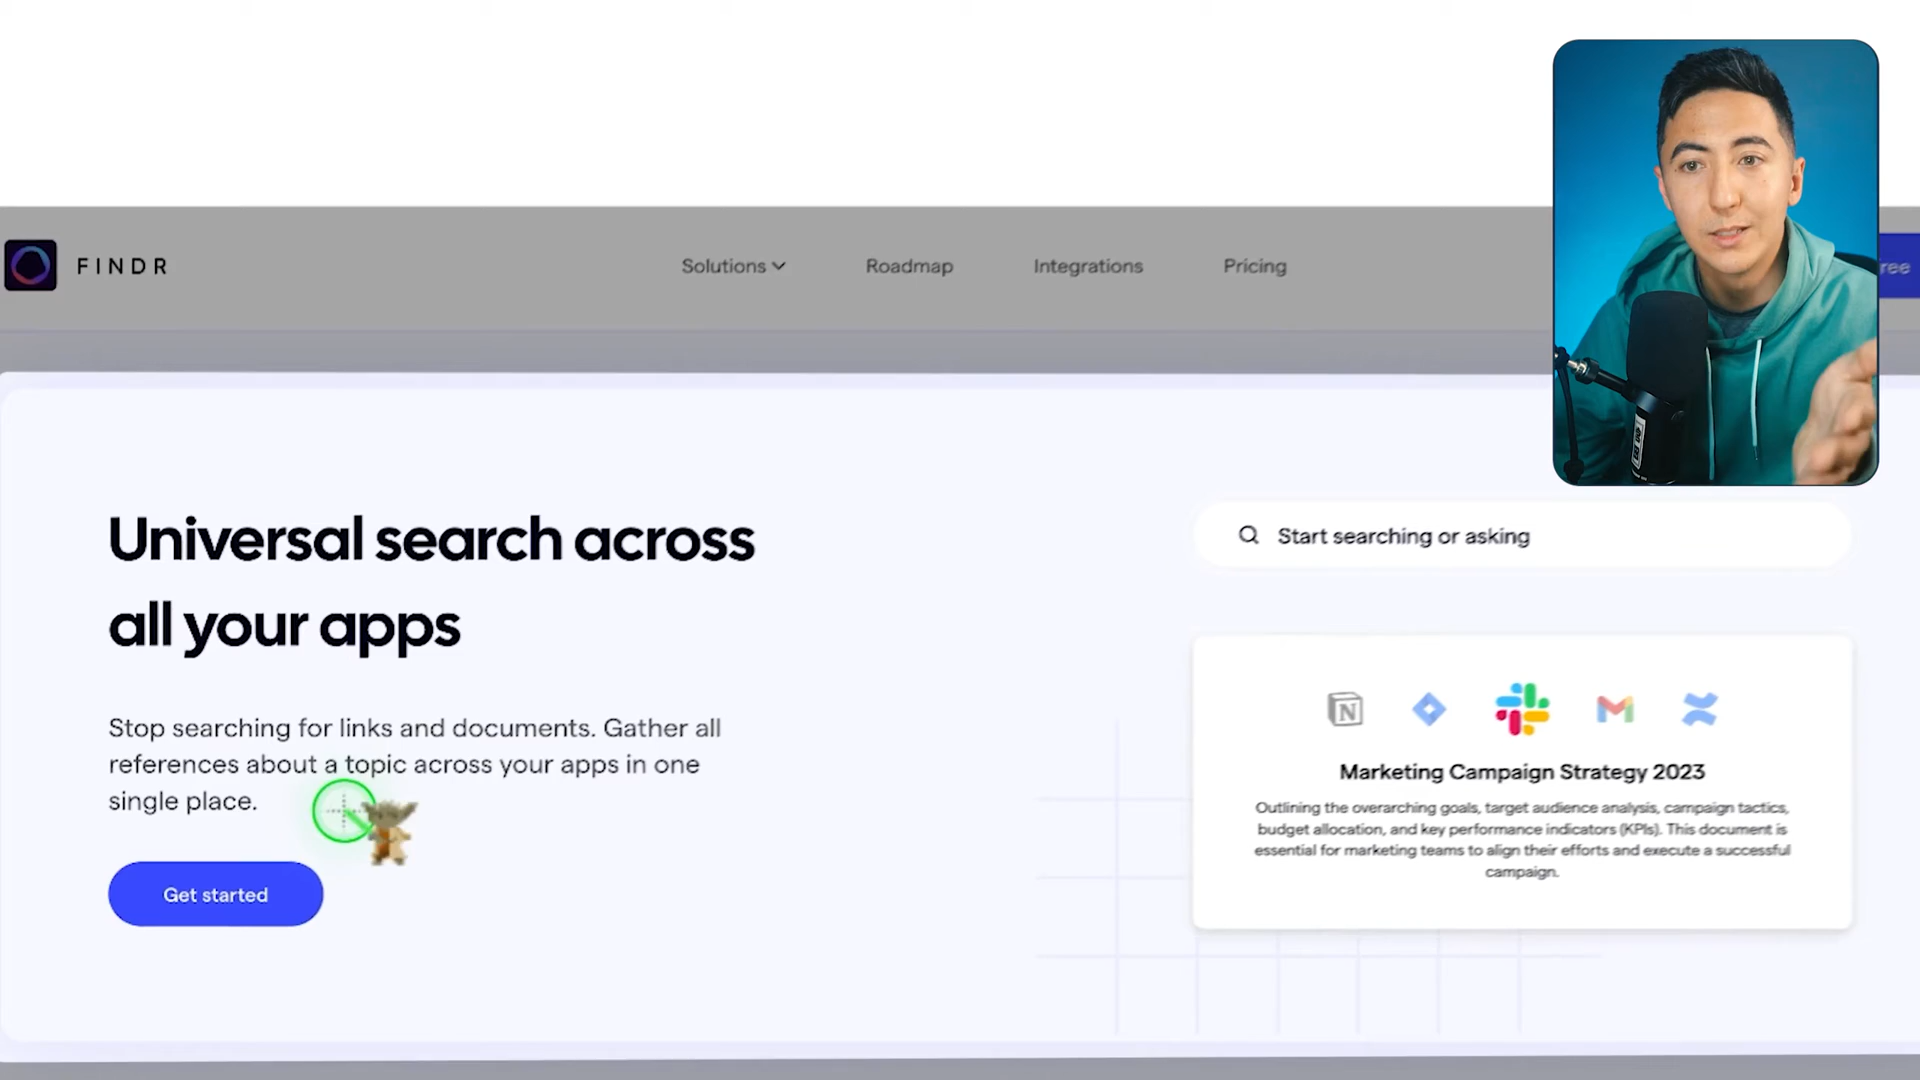 FINDR
Solutions
Roadmap
Integrations
Pricing
Universal search across
all your apps
Stop searching for links and documents. Gather all
references about a topic across your apps in one
single place.
Get started
Start searching or asking
Marketing Campaign Strategy 2023
Outlining the overarching goals, target audience analysis, campaign tactics,
budget allocation, and key performance indicators (KPIs). This document is
essential for marketing teams to align their efforts and execute a successful
campaign.